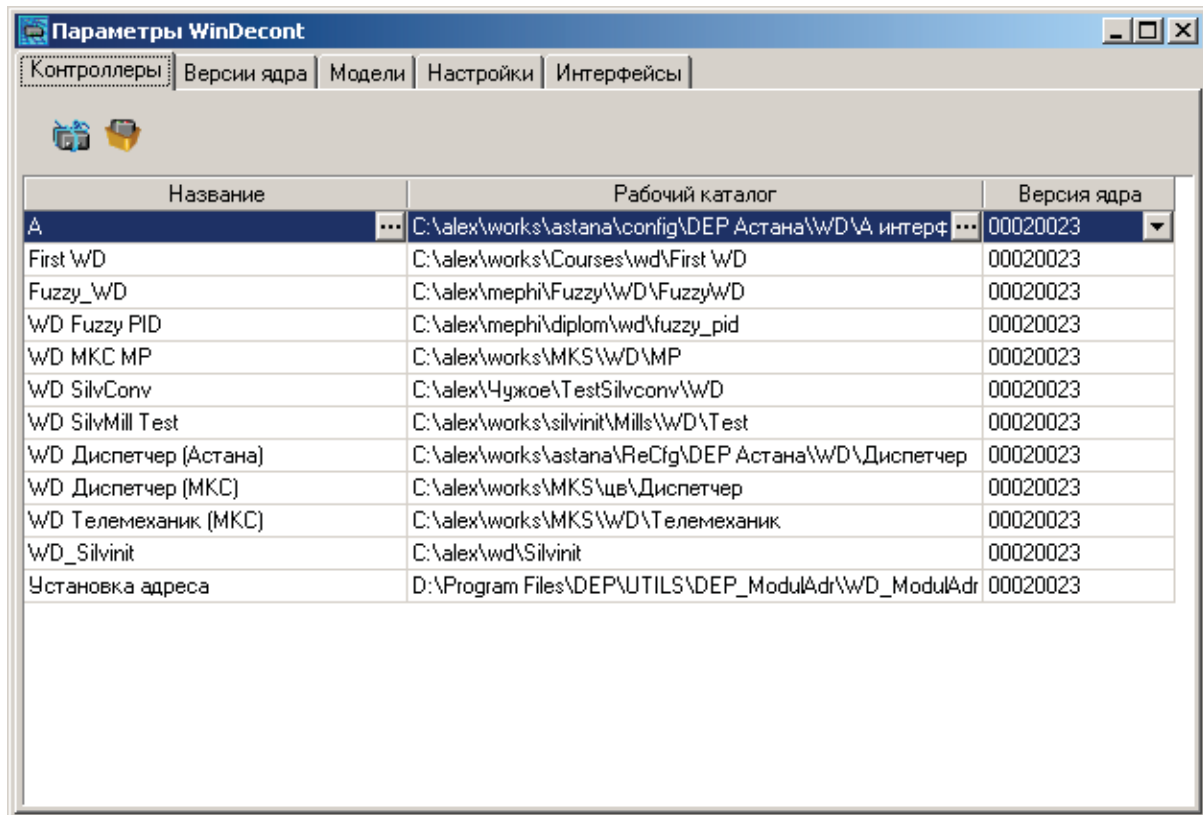 Параметры WinDecont
Контроллеры Версии ядра Модели Настройки Интерфейсы
Название Рабочий каталог Версия ядра
A ... C:\alex\works\astana\config\DEP Астана\WD\А интерф ... 00020023
First WD C:\alex\works\Courses\wd\First WD 00020023
Fuzzy_WD C:\alex\mephi\Fuzzy\WD\FuzzyWD 00020023
WD Fuzzy PID C:\alex\mephi\diplom\wd\fuzzy_pid 00020023
WD МКС МР C:\alex\works\MKS\WD\MP 00020023
WD SilvConv C:\alex\Чужое\TestSilvconv\WD 00020023
WD SilvMill Test C:\alex\works\silvinit\Mills\WD\Test 00020023
WD Диспетчер (Астана) C:\alex\works\astana\ReCfg\DEP Астана\WD\Диспетчер 00020023
WD Диспетчер (МКС) C:\alex\works\MKS\цв\Диспетчер 00020023
WD Телемеханик (МКС) C:\alex\works\MKS\WD\Телемеханик 00020023
WD_Silvinit C:\alex\wd\Silvinit 00020023
Установка адреса D:\Program Files\DEP\UTILS\DEP_ModulAdr\WD_ModulAdr 00020023